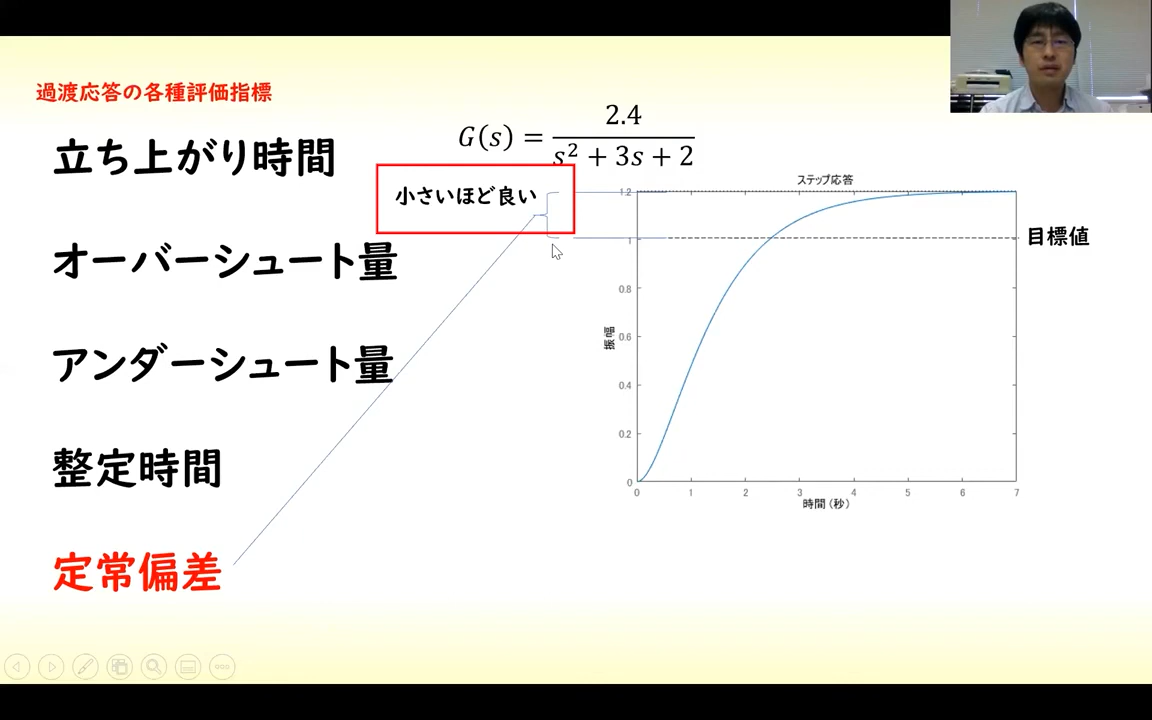 過渡応答の各種評価指標
立ち上がり時間
オーバーシュート量
アンダーシュート量
整定時間
定常偏差
G(s) = 2.4 / (s² + 3s + 2)
小さいほど良い
ステップ応答
目標値
1.2
1
0.8
0.6
0.4
0.2
0
振幅
0 1 2 3 4 5 6 7
時間 (秒)